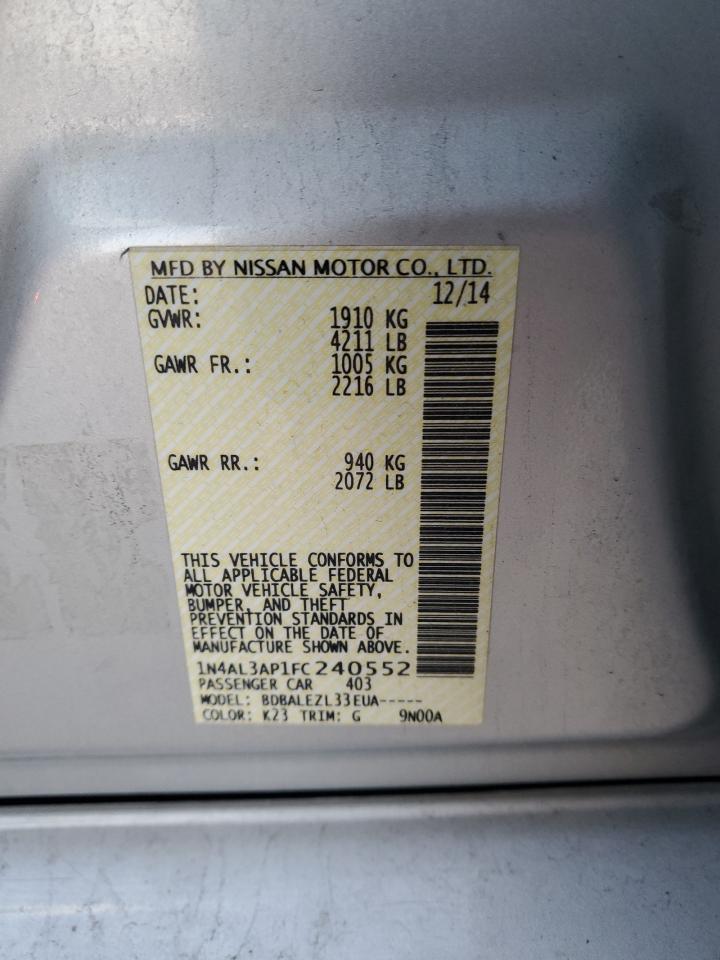 MFD BY NISSAN MOTOR CO., LTD.
DATE: 12/14
GVWR: 1910 KG
4211 LB
GAWR FR.: 1005 KG
2216 LB
GAWR RR.: 940 KG
2072 LB
THIS VEHICLE CONFORMS TO
ALL APPLICABLE FEDERAL
MOTOR VEHICLE SAFETY,
BUMPER, AND THEFT
PREVENTION STANDARDS IN
EFFECT ON THE DATE OF
MANUFACTURE SHOWN ABOVE.
1N4AL3AP1FC240552
PASSENGER CAR 403
MODEL: BDBALEZL33EUA-----
COLOR: K23 TRIM: G 9N00A